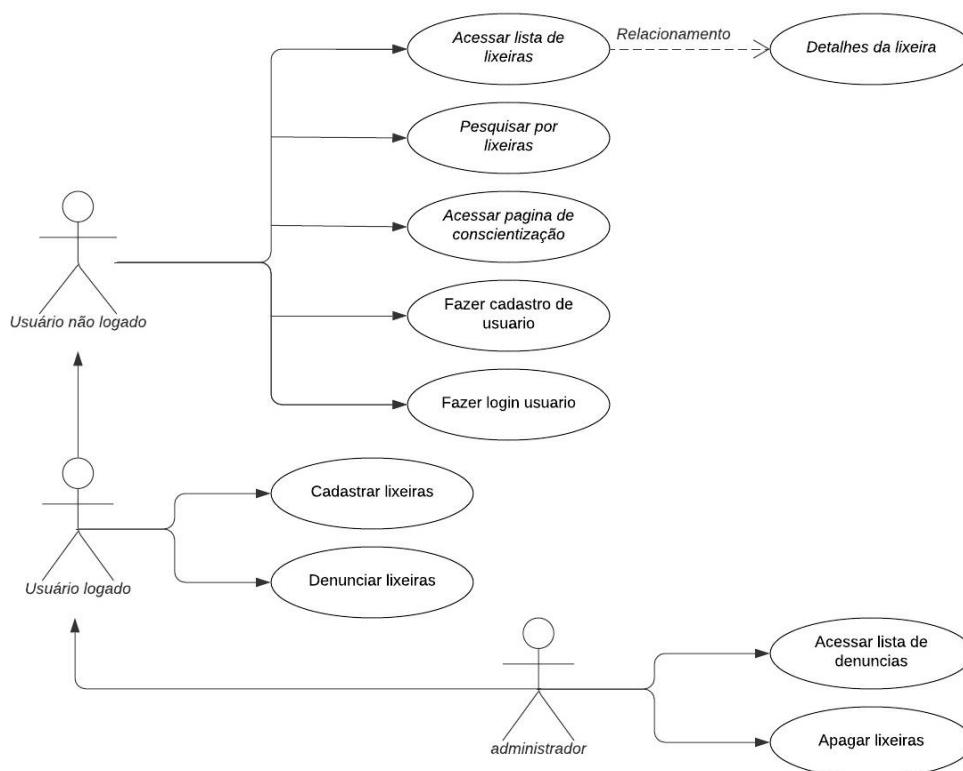 Acessar lista de
lixeiras
Relacionamento
Detalhes da lixeira
Pesquisar por
lixeiras
Acessar pagina de
conscientização
Usuário não logado
Fazer cadastro de
usuario
Fazer login usuario
Cadastrar lixeiras
Denunciar lixeiras
Usuário logado
Acessar lista de
denuncias
administrador
Apagar lixeiras